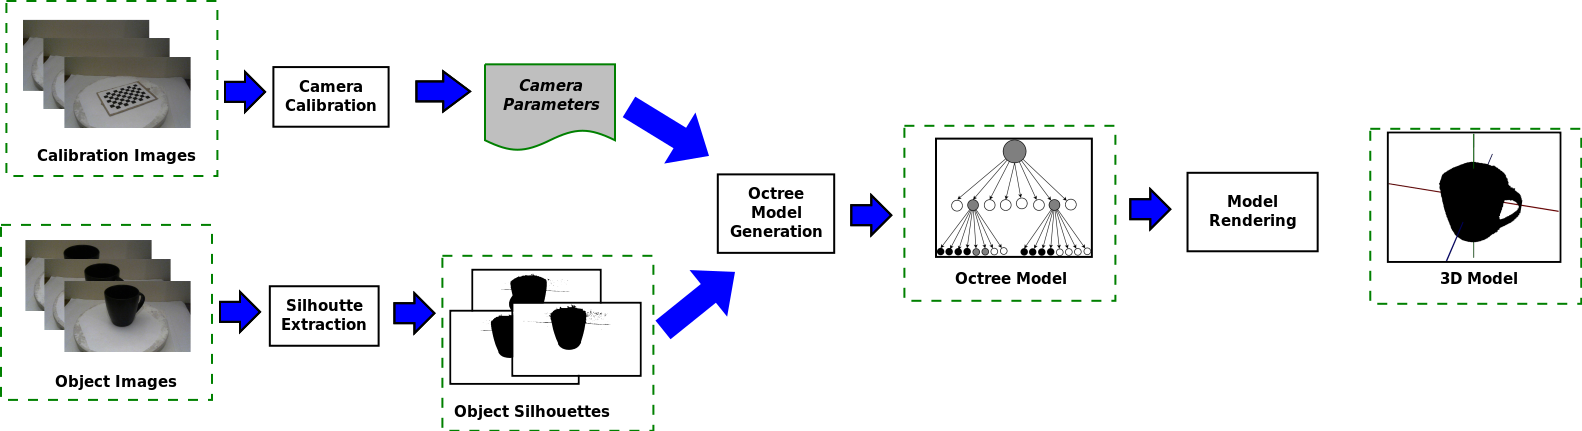 Calibration Images
Camera
Calibration
Camera
Parameters
Object Images
Silhoutte
Extraction
Object Silhouettes
Octree
Model
Generation
Octree Model
Model
Rendering
3D Model